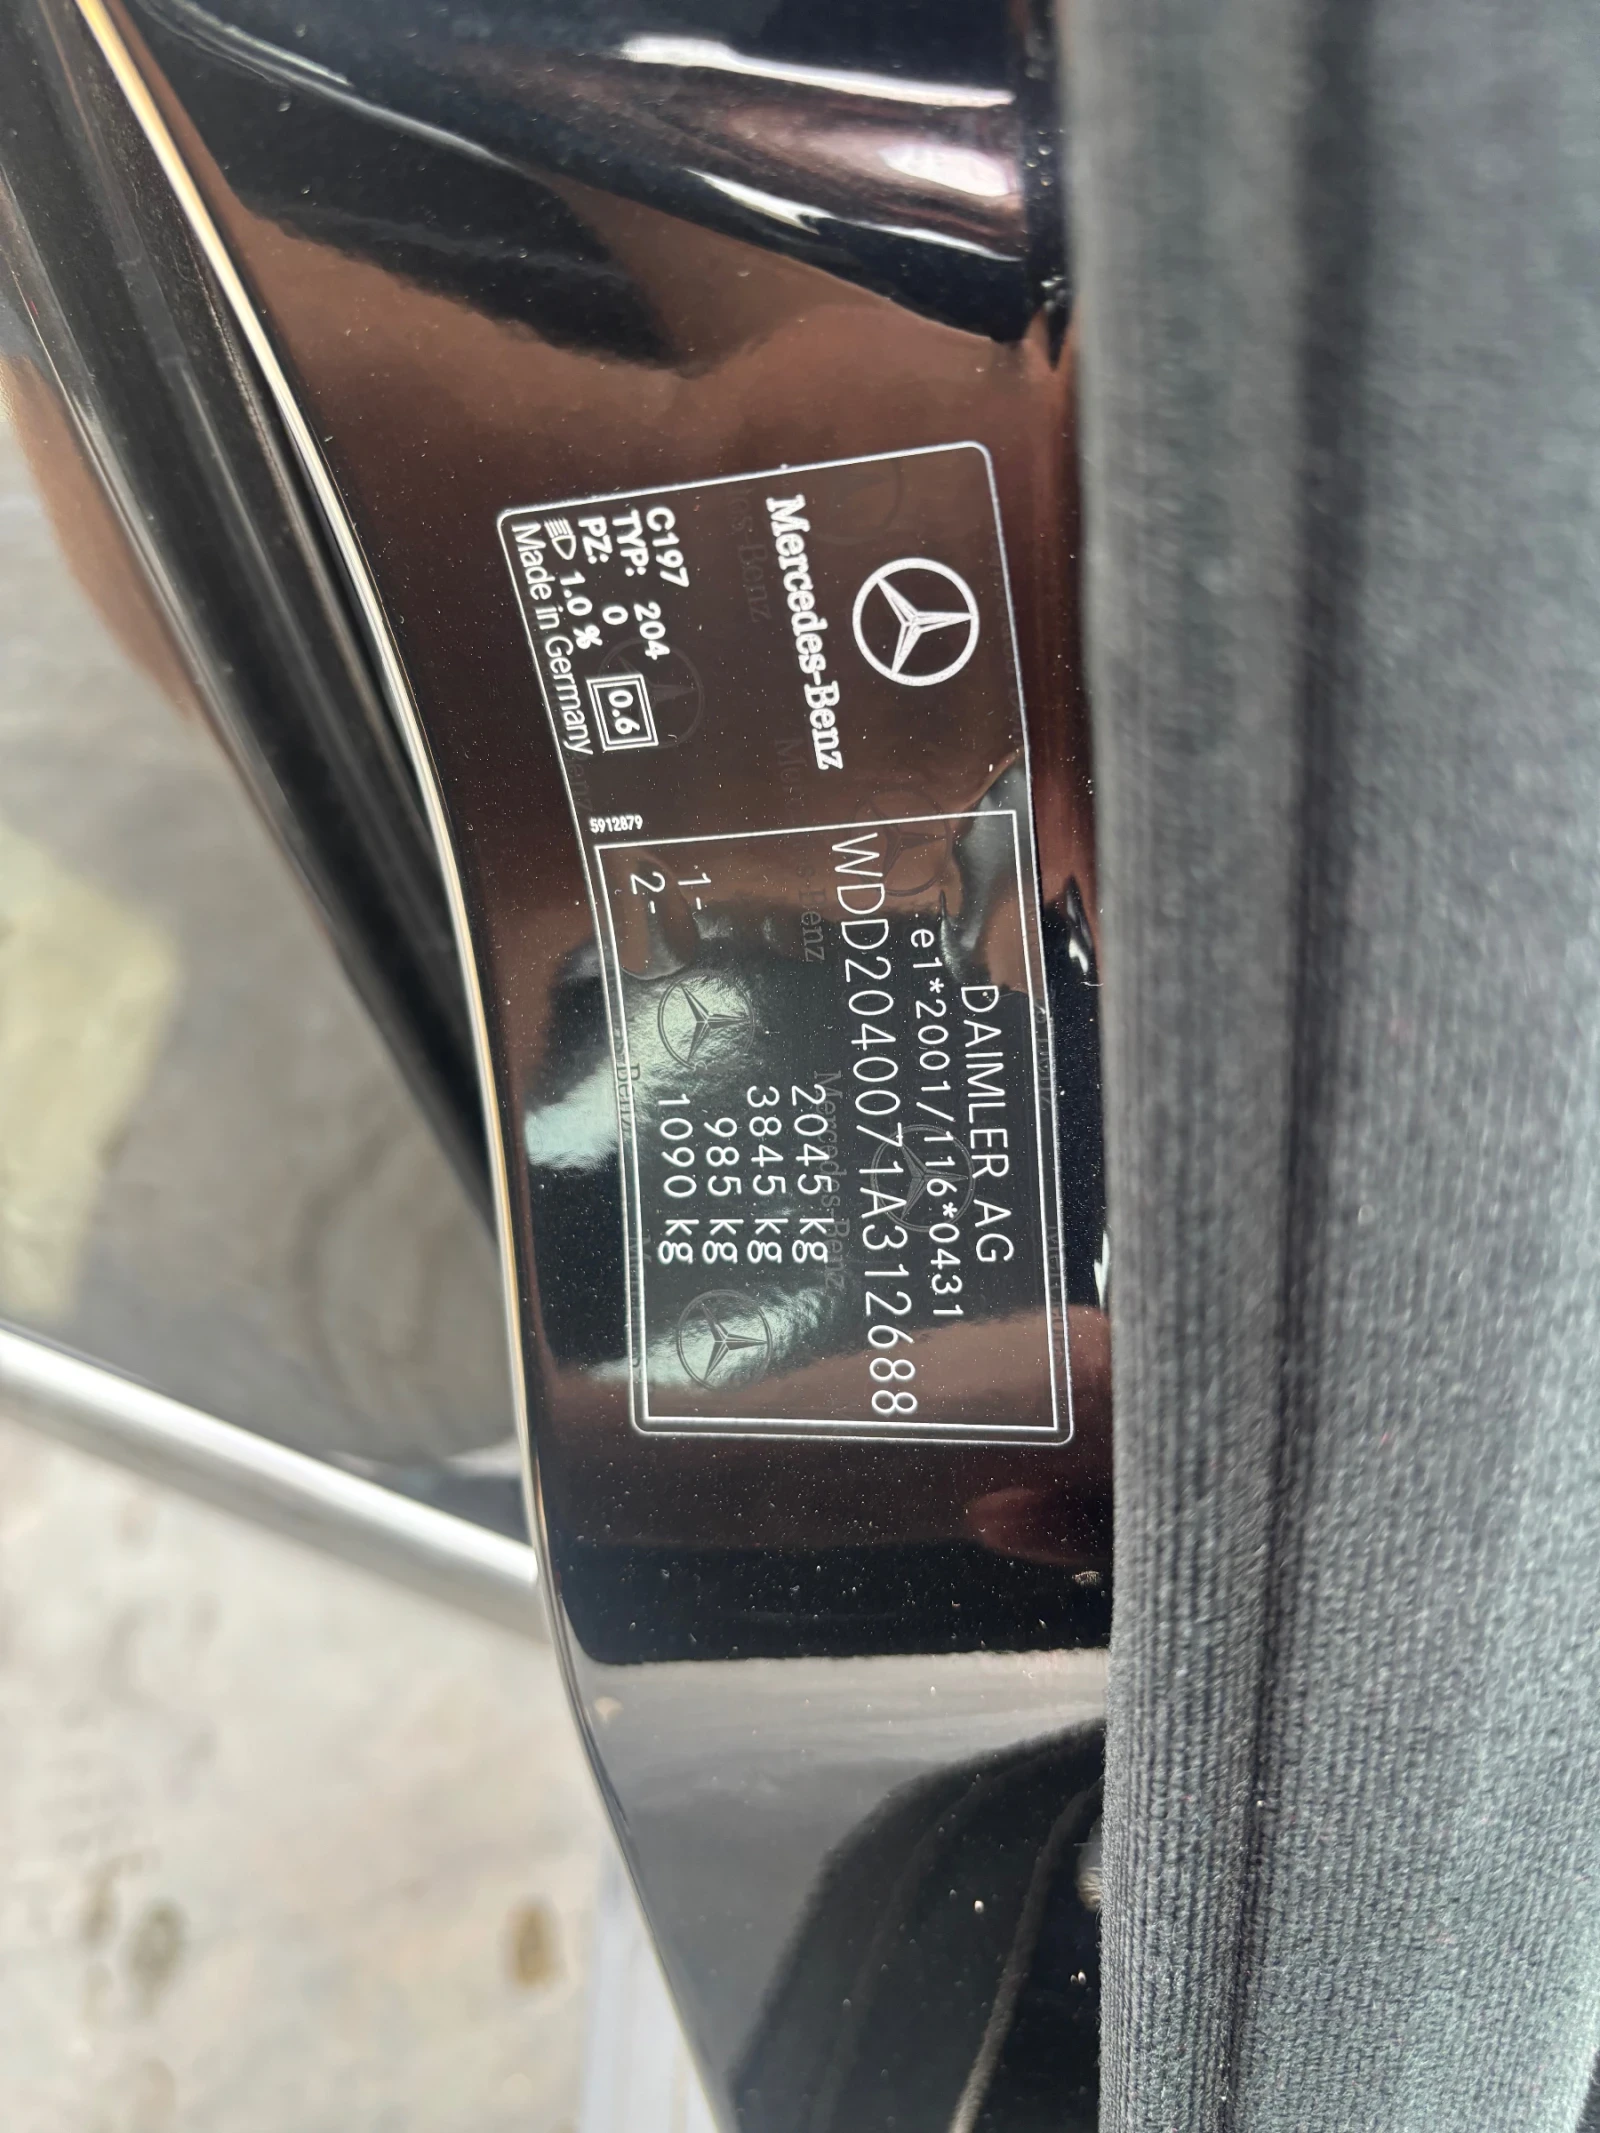 Mercedes-Benz
C197
TYP: 204
PZ: 0
1.0 %
0.6
Made in Germany
5912879
DAIMLER AG
e1*2001/116*0431
WDD2040071A312688
2045 kg
3845 kg
1- 985 kg
2- 1090 kg